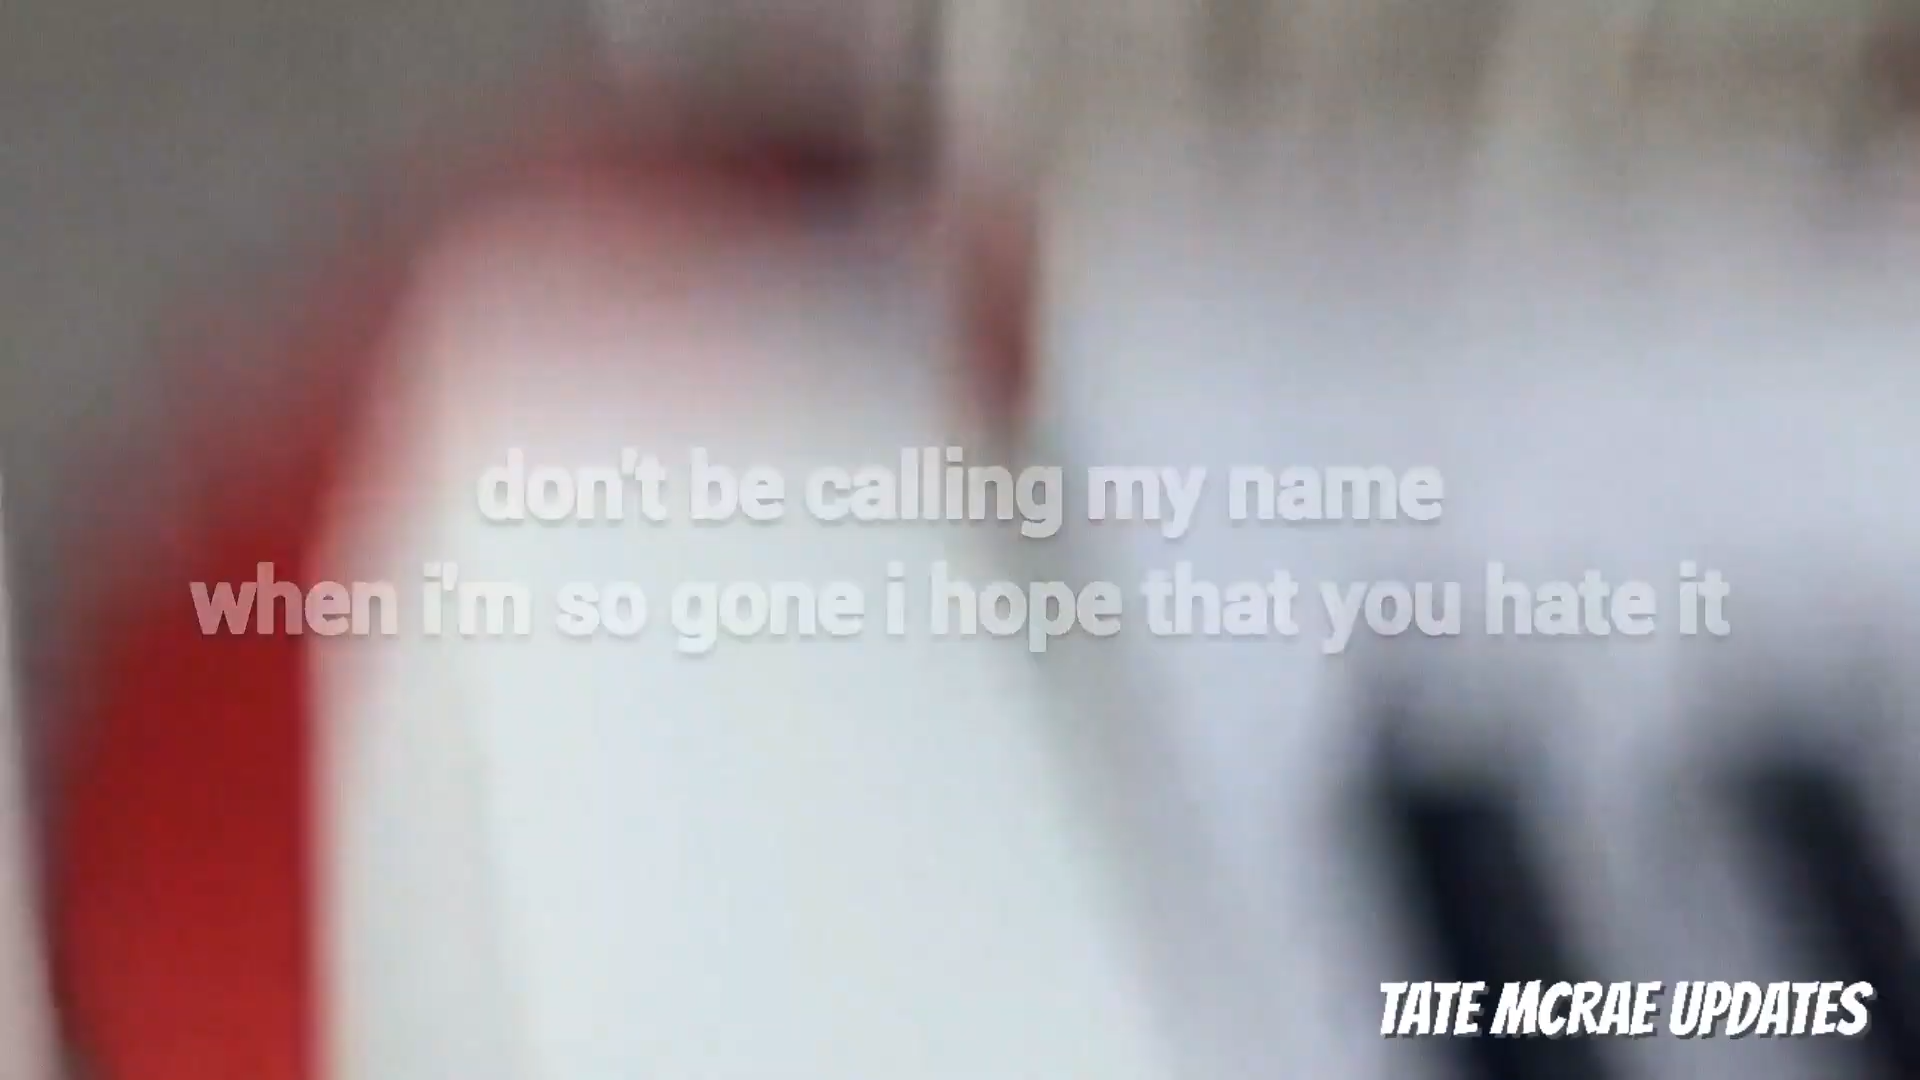 don't be calling my name
when i'm so gone i hope that you hate it
TATE MCRAE UPDATES